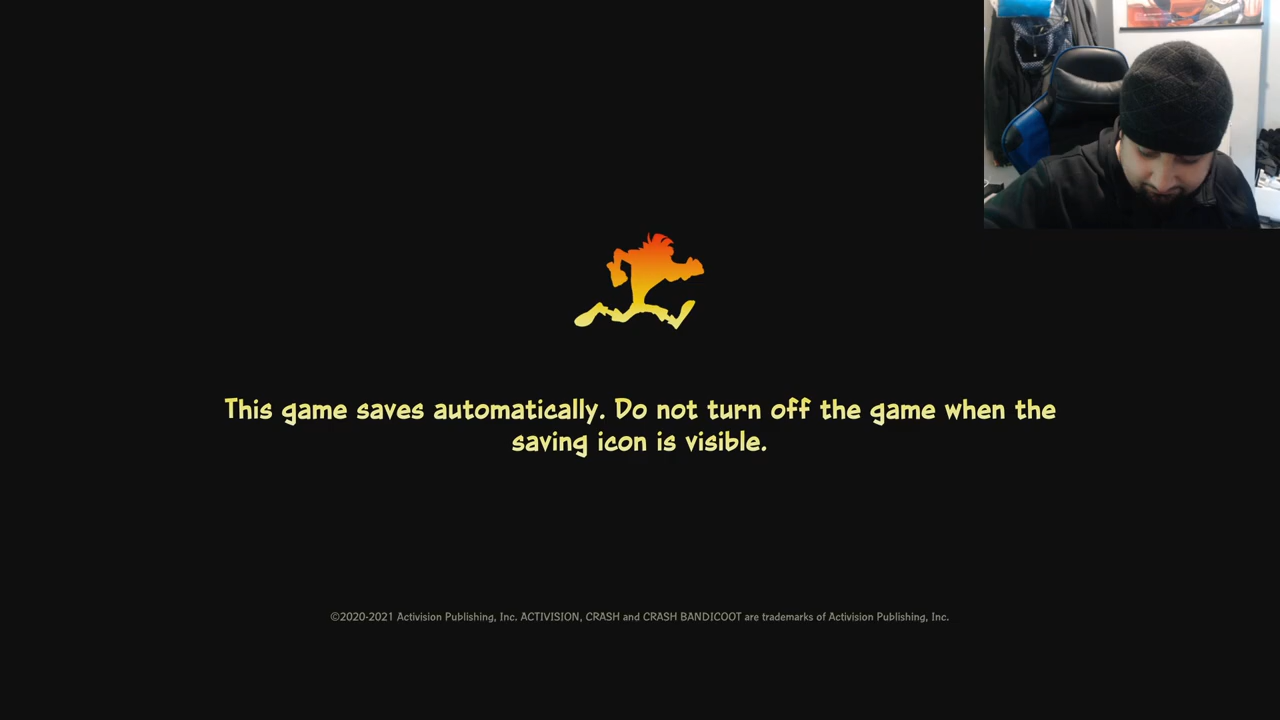 This game saves automatically. Do not turn off the game when the
saving icon is visible.
©2020-2021 Activision Publishing, Inc. ACTIVISION, CRASH and CRASH BANDICOOT are trademarks of Activision Publishing, Inc.